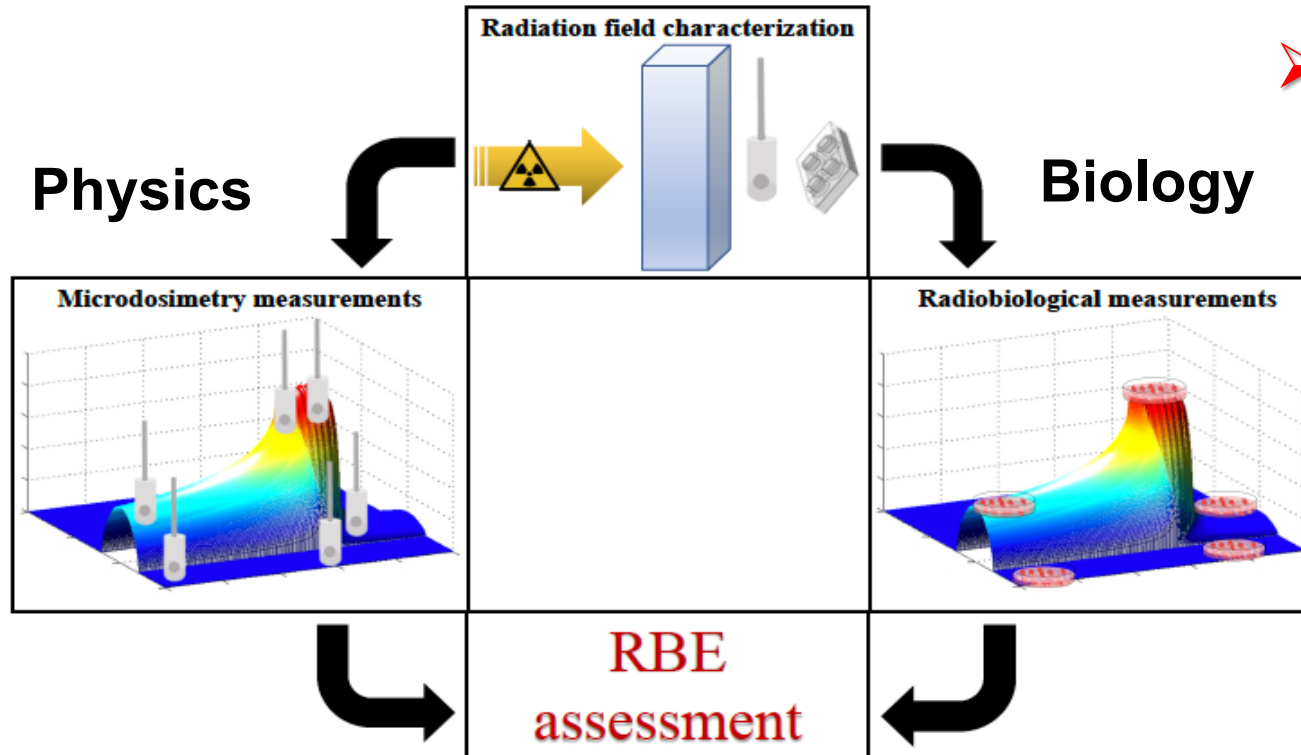 Radiation field characterization
Physics
Biology
Microdosimetry measurements
Radiobiological measurements
RBE
assessment